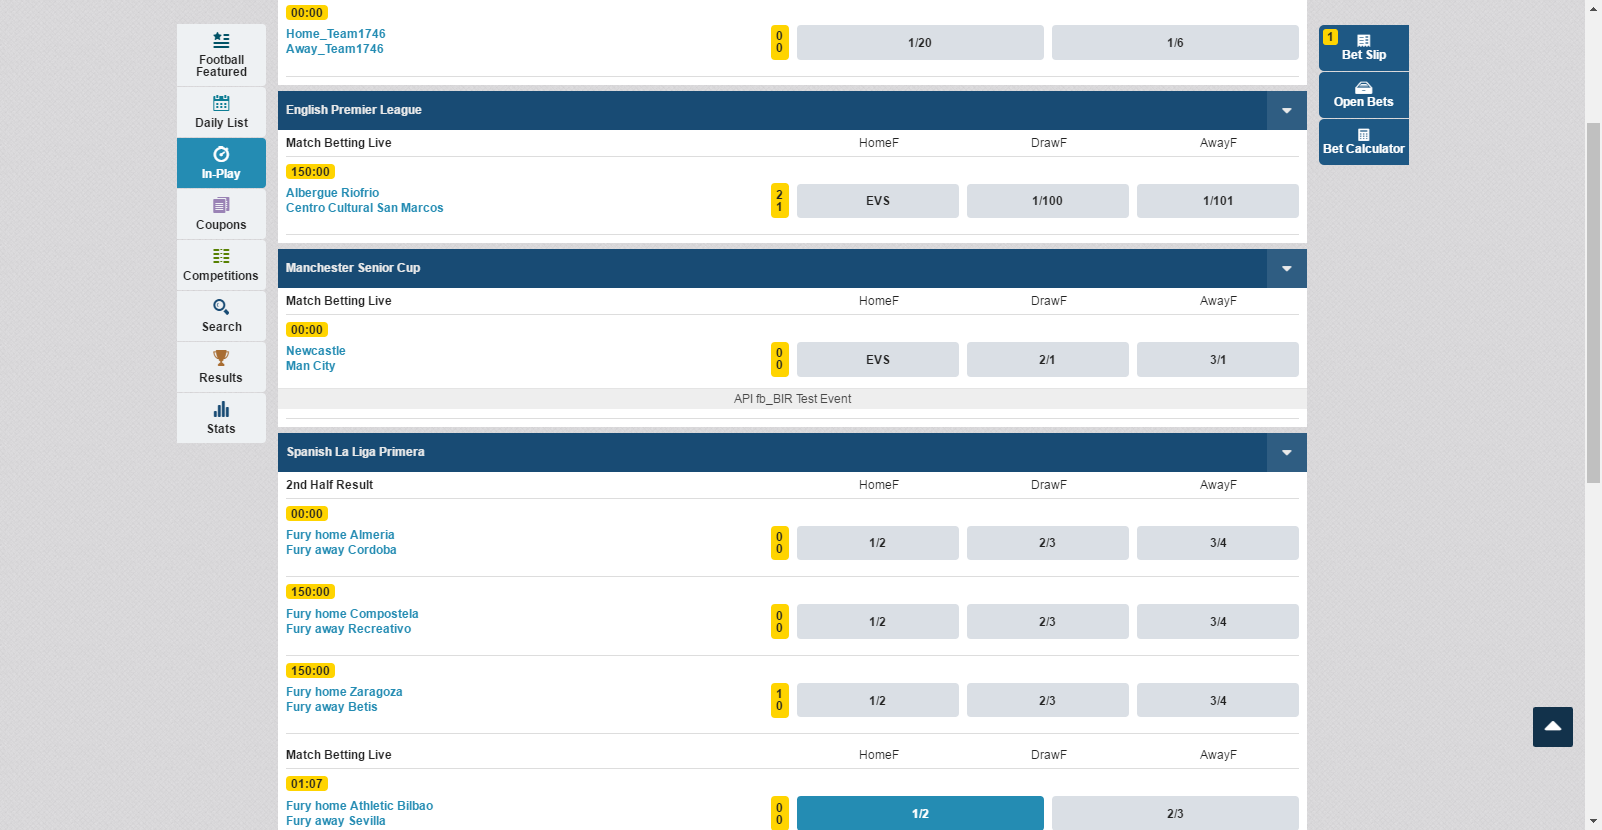 Football
Featured
Daily List
In-Play
Coupons
Competitions
Search
Results
Stats
00:00
Home_Team1746
Away_Team1746
0
0
1/20
1/6
English Premier League
Match Betting Live
HomeF
DrawF
AwayF
150:00
Albergue Riofrio
Centro Cultural San Marcos
2
1
EVS
1/100
1/101
Manchester Senior Cup
Match Betting Live
HomeF
DrawF
AwayF
00:00
Newcastle
Man City
0
0
EVS
2/1
3/1
API fb_BIR Test Event
Spanish La Liga Primera
2nd Half Result
HomeF
DrawF
AwayF
00:00
Fury home Almeria
Fury away Cordoba
0
0
1/2
2/3
3/4
150:00
Fury home Compostela
Fury away Recreativo
0
0
1/2
2/3
3/4
150:00
Fury home Zaragoza
Fury away Betis
1
0
1/2
2/3
3/4
Match Betting Live
HomeF
DrawF
AwayF
01:07
Fury home Athletic Bilbao
Fury away Sevilla
0
0
1/2
2/3
1
Bet Slip
Open Bets
Bet Calculator